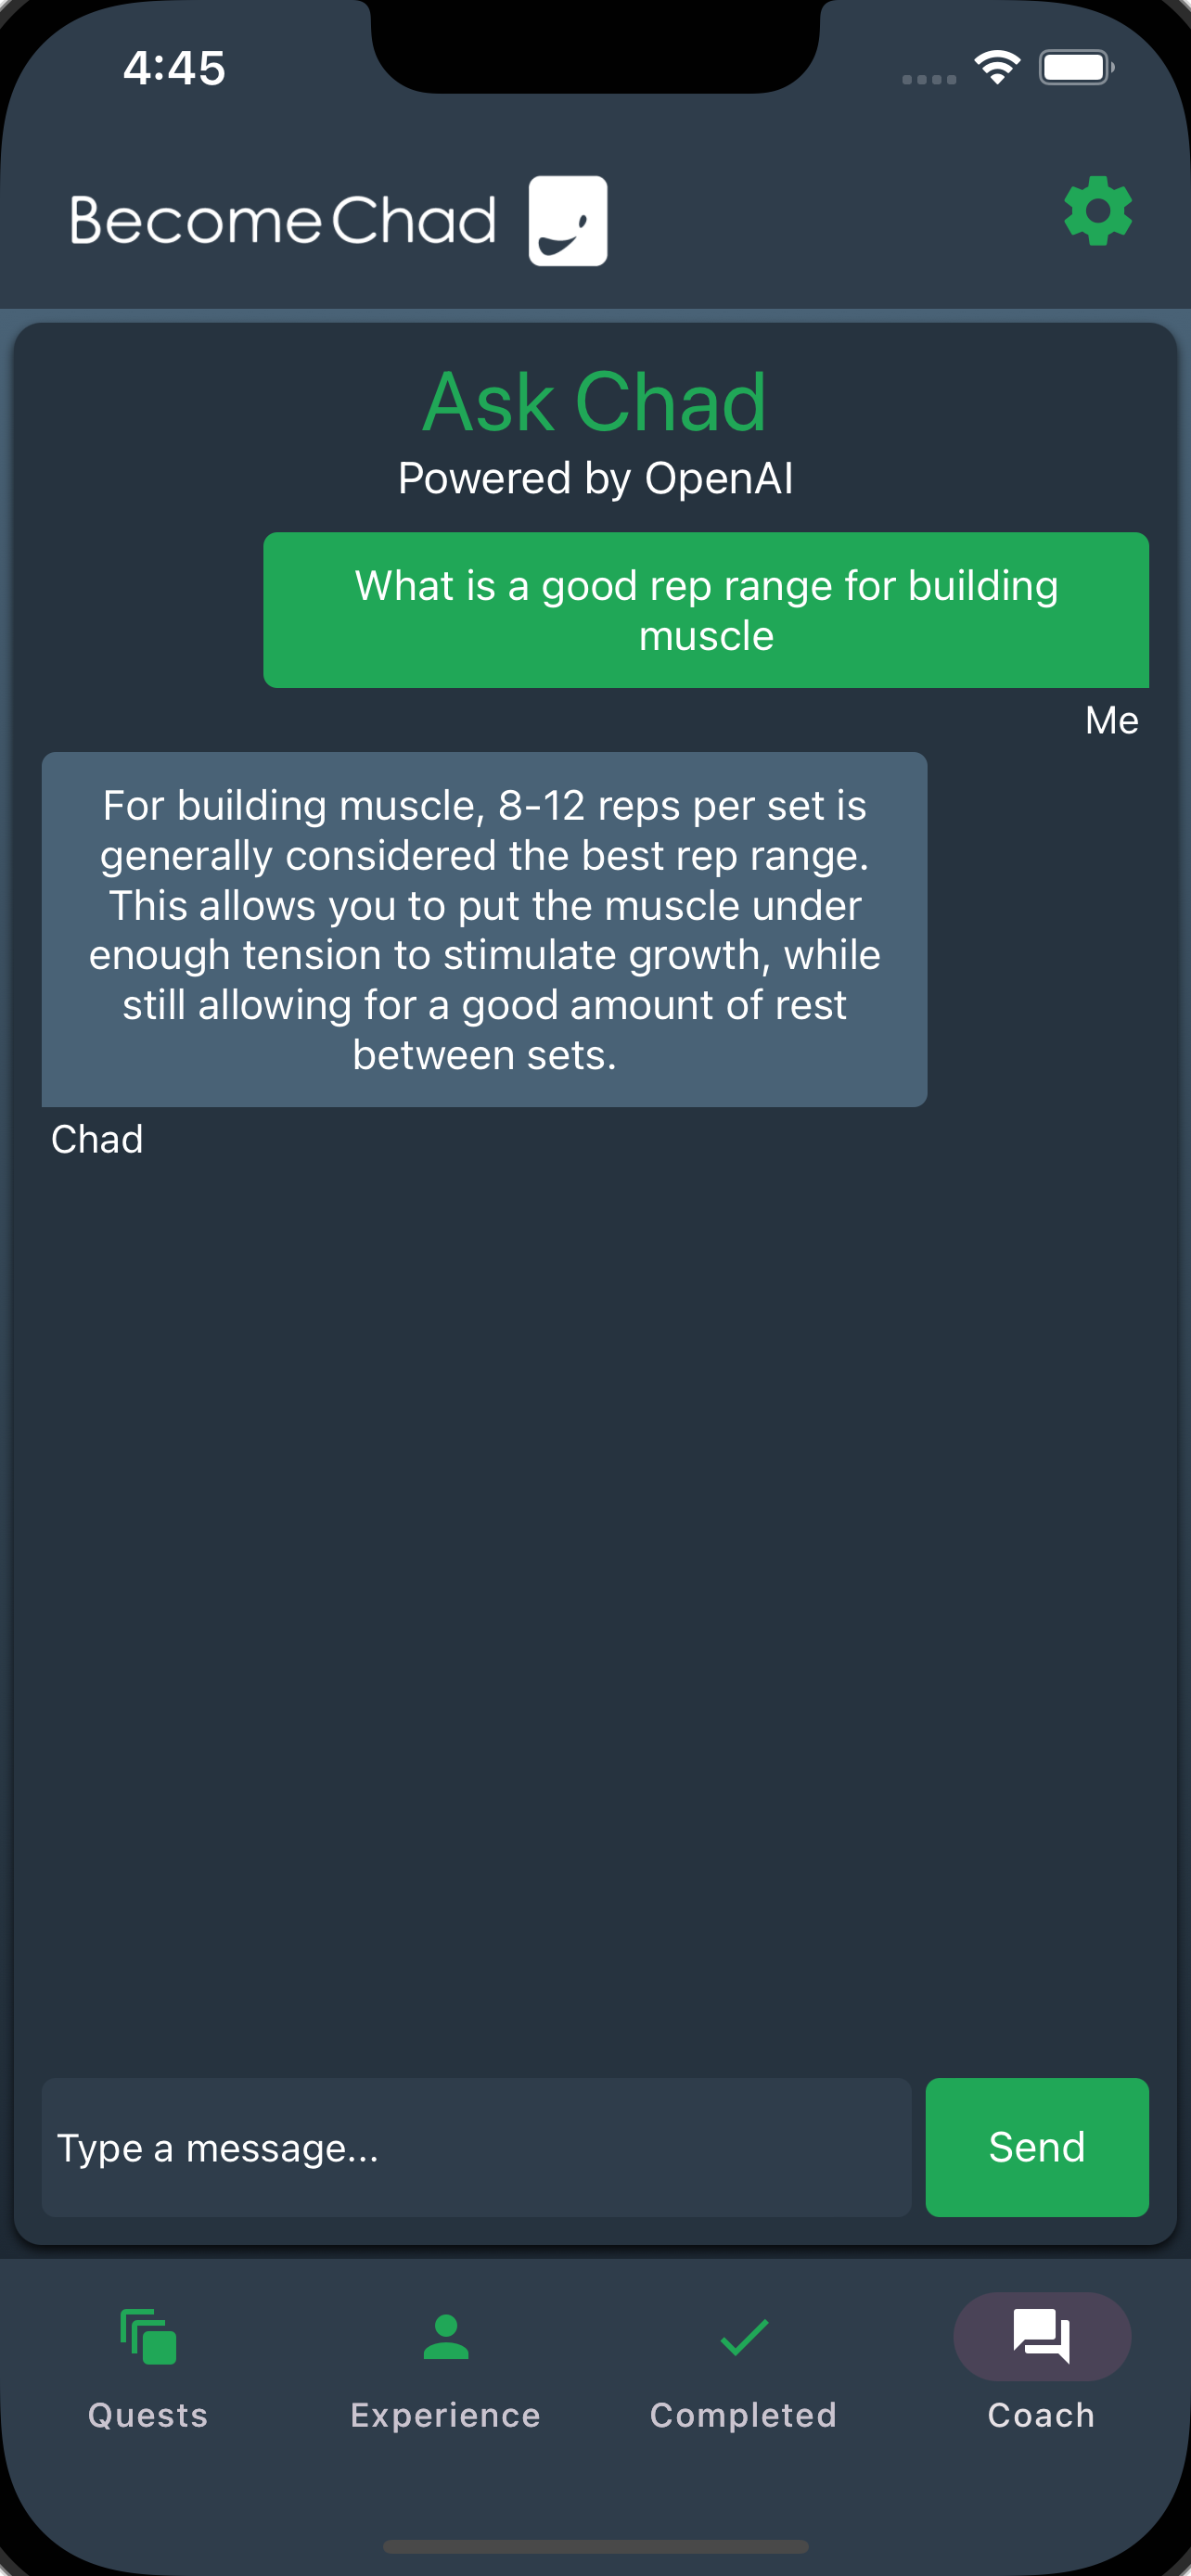 4:45
BecomeChad
Ask Chad
Powered by OpenAI
What is a good rep range for building
muscle
Me
For building muscle, 8-12 reps per set is
generally considered the best rep range.
This allows you to put the muscle under
enough tension to stimulate growth, while
still allowing for a good amount of rest
between sets.
Chad
Type a message...
Send
Quests
Experience
Completed
Coach